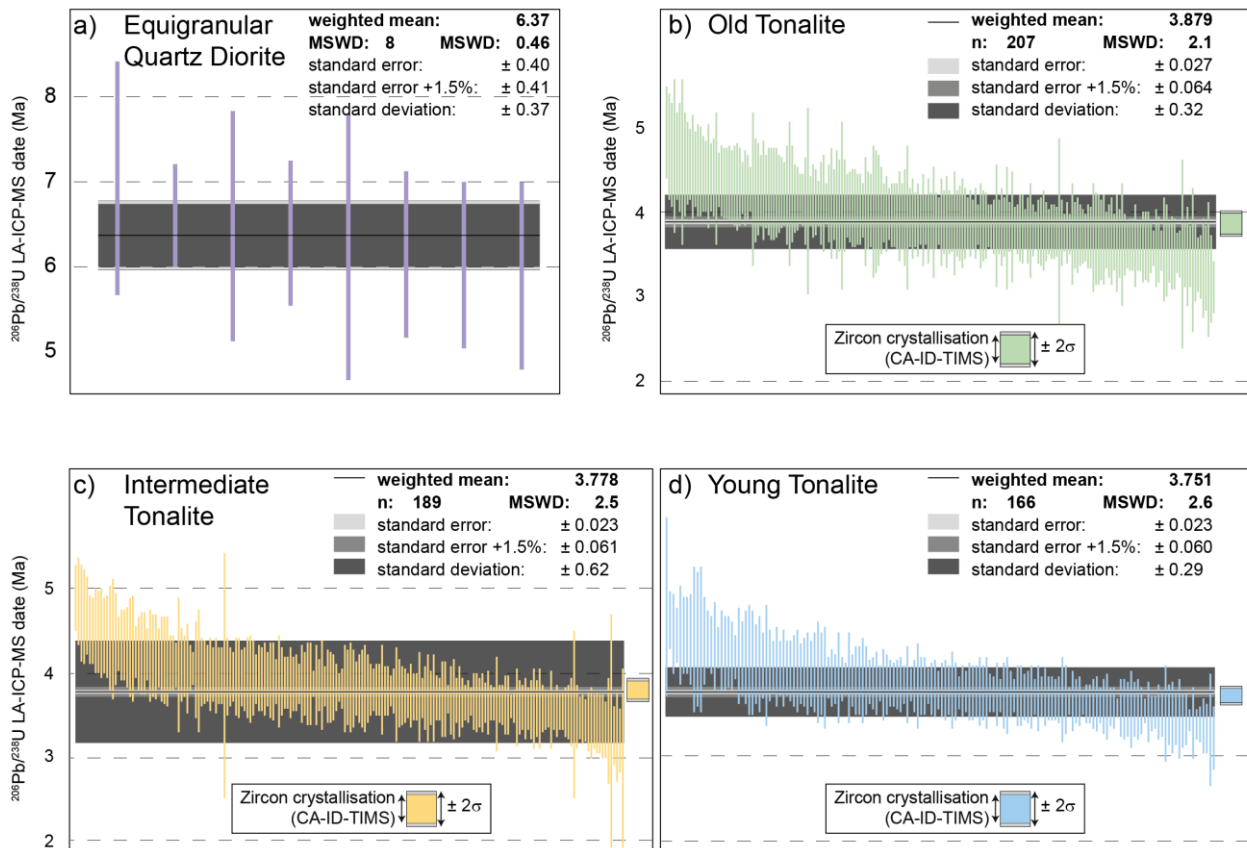 a) Equigranular
Quartz Diorite
weighted mean: 6.37
MSWD: 8 MSWD: 0.46
standard error: ± 0.40
standard error +1.5%: ± 0.41
standard deviation: ± 0.37
206Pb/238U LA-ICP-MS date (Ma)
8
7
6
5
b) Old Tonalite
weighted mean: 3.879
n: 207 MSWD: 2.1
standard error: ± 0.027
standard error +1.5%: ± 0.064
standard deviation: ± 0.32
206Pb/238U LA-ICP-MS date (Ma)
5
4
3
2
Zircon crystallisation
(CA-ID-TIMS)
± 2σ
c) Intermediate
Tonalite
weighted mean: 3.778
n: 189 MSWD: 2.5
standard error: ± 0.023
standard error +1.5%: ± 0.061
standard deviation: ± 0.62
206Pb/238U LA-ICP-MS date (Ma)
5
4
3
2
Zircon crystallisation
(CA-ID-TIMS)
± 2σ
d) Young Tonalite
weighted mean: 3.751
n: 166 MSWD: 2.6
standard error: ± 0.023
standard error +1.5%: ± 0.060
standard deviation: ± 0.29
Zircon crystallisation
(CA-ID-TIMS)
± 2σ